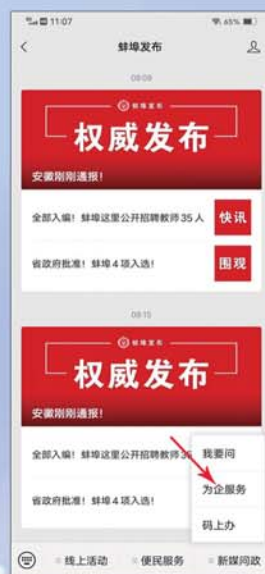 11:07
65%
蚌埠发布
08:08
蚌埠发布
权威发布
安徽刚刚通报！
全部入编！蚌埠这里公开招聘教师35人
快讯
省政府批准！蚌埠4项入选！
围观
08:15
蚌埠发布
权威发布
安徽刚刚通报！
全部入编！蚌埠这里公开招聘教师35
省政府批准！蚌埠4项入选！
我要问
为企服务
码上办
线上活动
便民服务
新媒问政